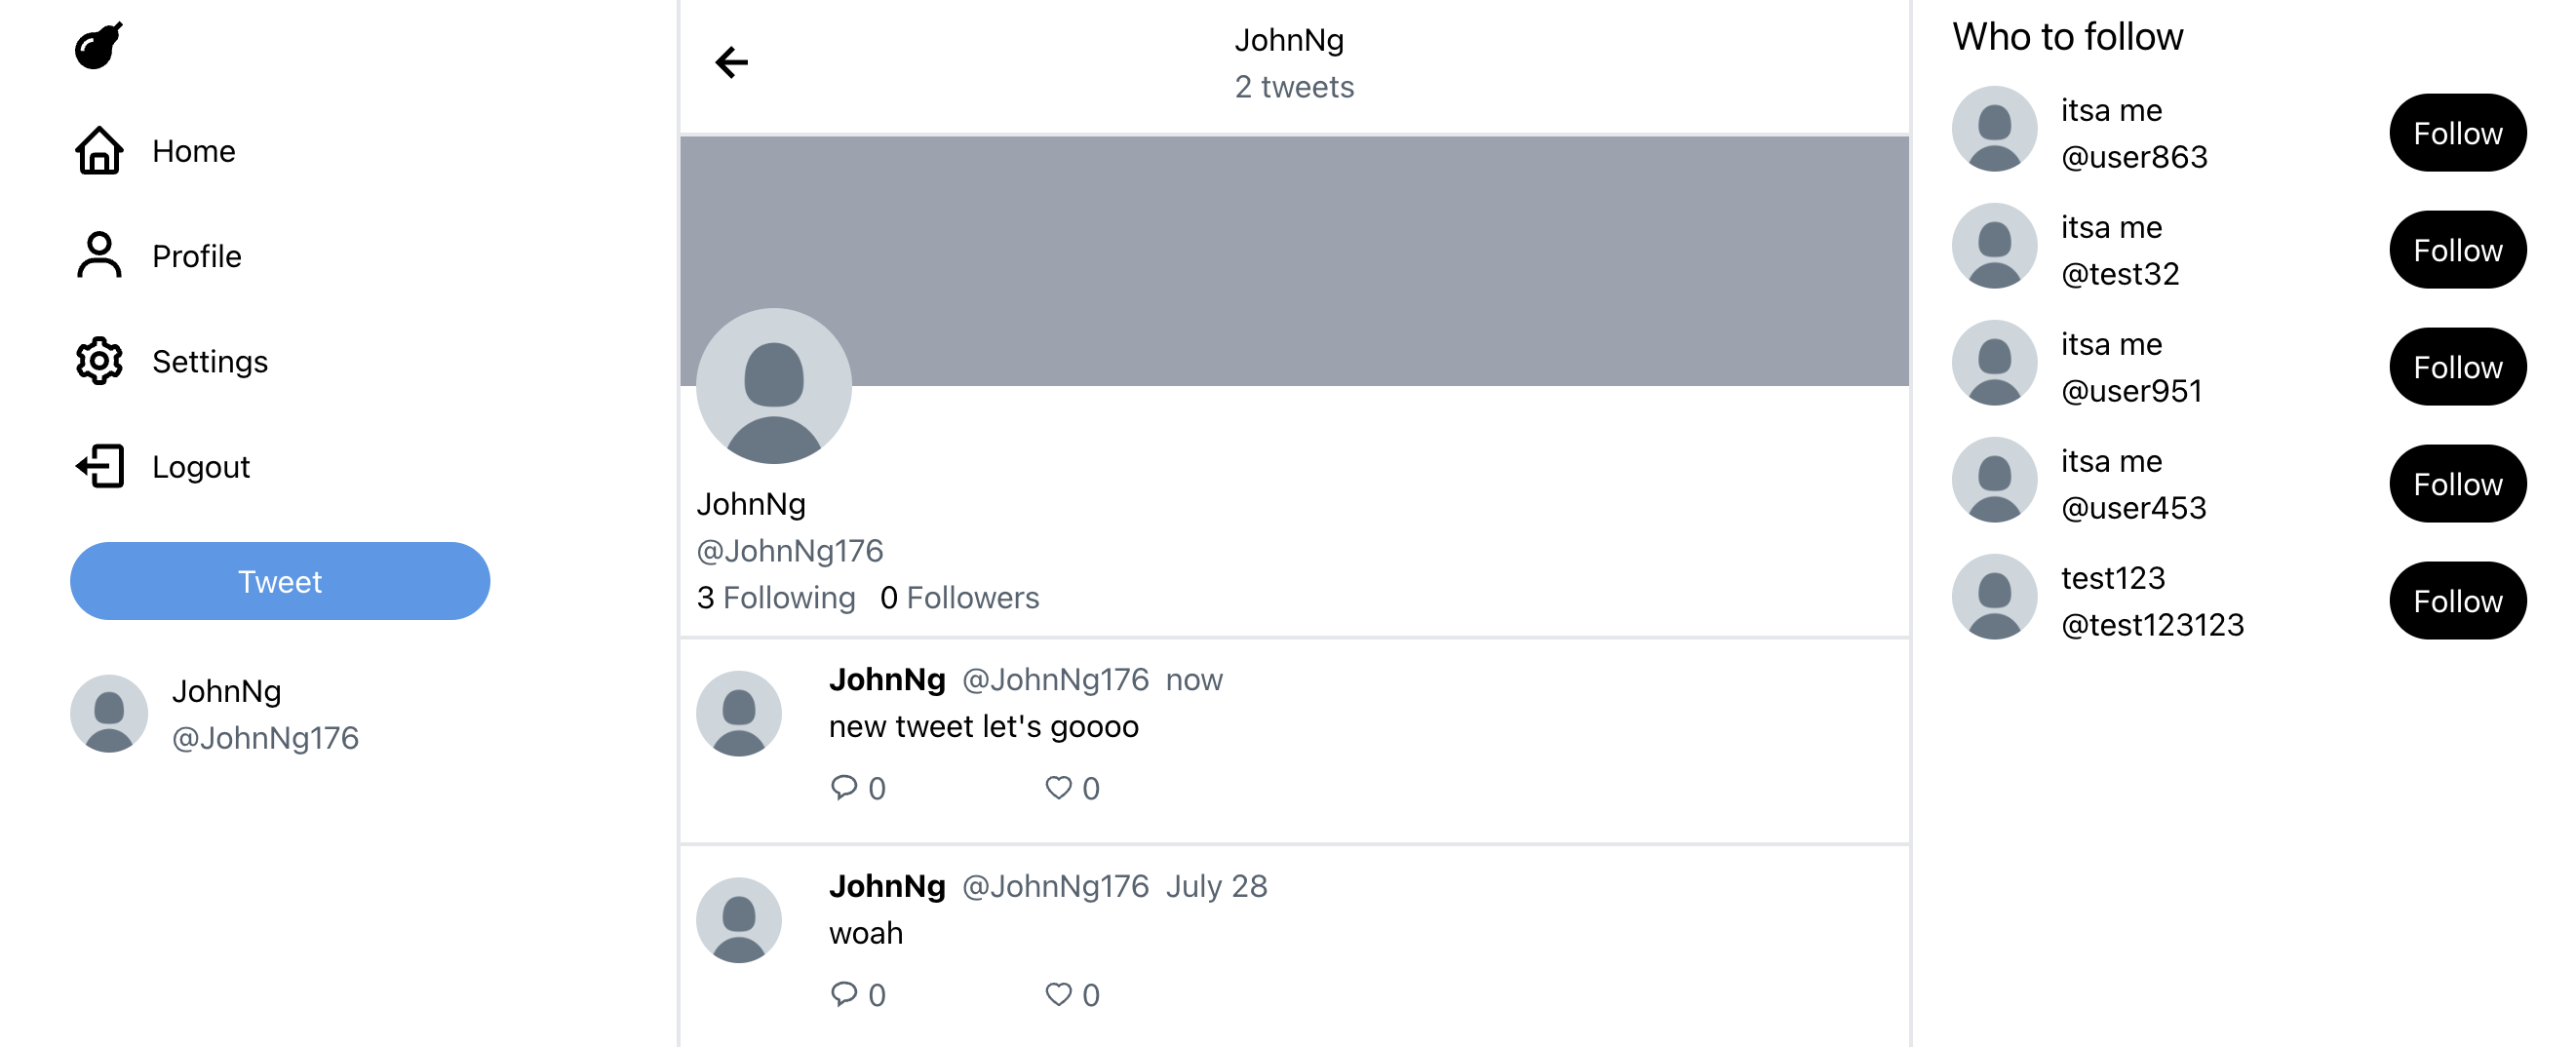 Home
Profile
Settings
Logout
Tweet
JohnNg
@JohnNg176
JohnNg
2 tweets
JohnNg
@JohnNg176
3 Following 0 Followers
JohnNg @JohnNg176 now
new tweet let's goooo
0 0
JohnNg @JohnNg176 July 28
woah
0 0
Who to follow
itsa me
@user863
Follow
itsa me
@test32
Follow
itsa me
@user951
Follow
itsa me
@user453
Follow
test123
@test123123
Follow